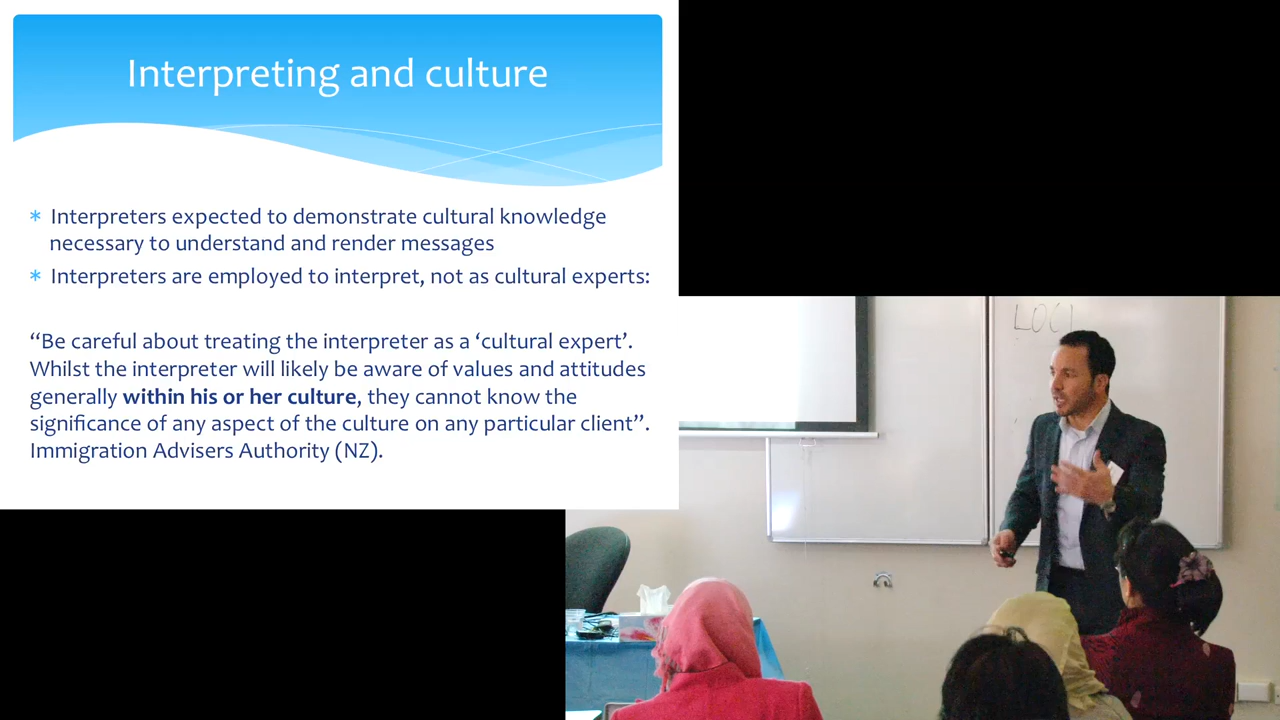 Interpreting and culture
* Interpreters expected to demonstrate cultural knowledge
necessary to understand and render messages
* Interpreters are employed to interpret, not as cultural experts:
“Be careful about treating the interpreter as a ‘cultural expert’.
Whilst the interpreter will likely be aware of values and attitudes
generally within his or her culture, they cannot know the
significance of any aspect of the culture on any particular client”.
Immigration Advisers Authority (NZ).
LOCI